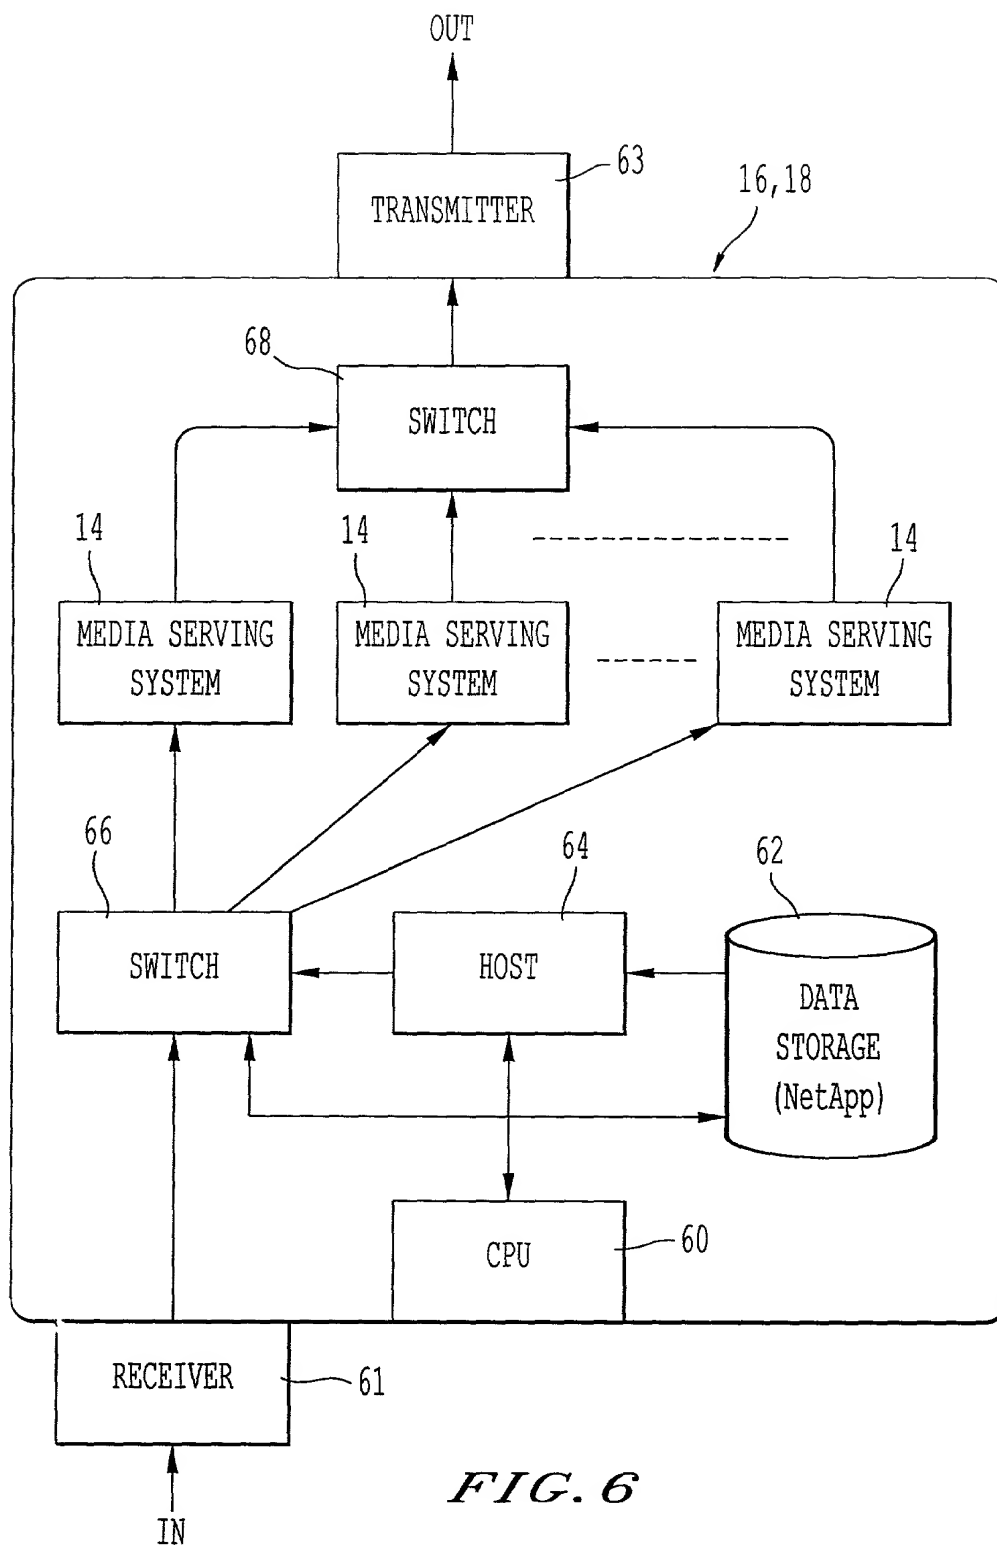 OUT
63
TRANSMITTER
16,18
68
SWITCH
14
14
14
MEDIA SERVING
SYSTEM
MEDIA SERVING
SYSTEM
MEDIA SERVING
SYSTEM
66
64
62
SWITCH
HOST
DATA
STORAGE
(NetApp)
CPU
60
RECEIVER
61
IN
FIG. 6